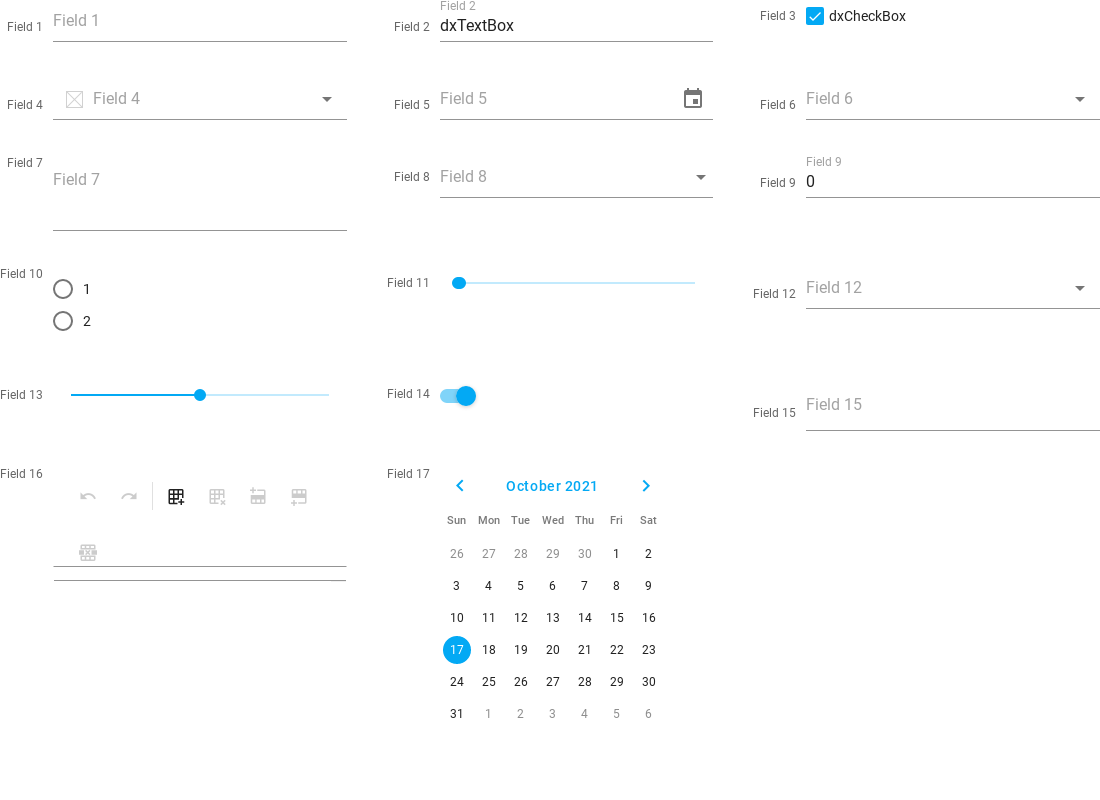 Field 1
Field 1
Field 2
Field 2
dxTextBox
Field 3
dxCheckBox
Field 4
Field 4
Field 5
Field 5
Field 6
Field 6
Field 7
Field 7
Field 8
Field 8
Field 9
Field 9
0
Field 10
1
2
Field 11
Field 12
Field 12
Field 13
Field 14
Field 15
Field 15
Field 16
Field 17
October 2021
Sun Mon Tue Wed Thu Fri Sat
26 27 28 29 30 1 2
3 4 5 6 7 8 9
10 11 12 13 14 15 16
17 18 19 20 21 22 23
24 25 26 27 28 29 30
31 1 2 3 4 5 6